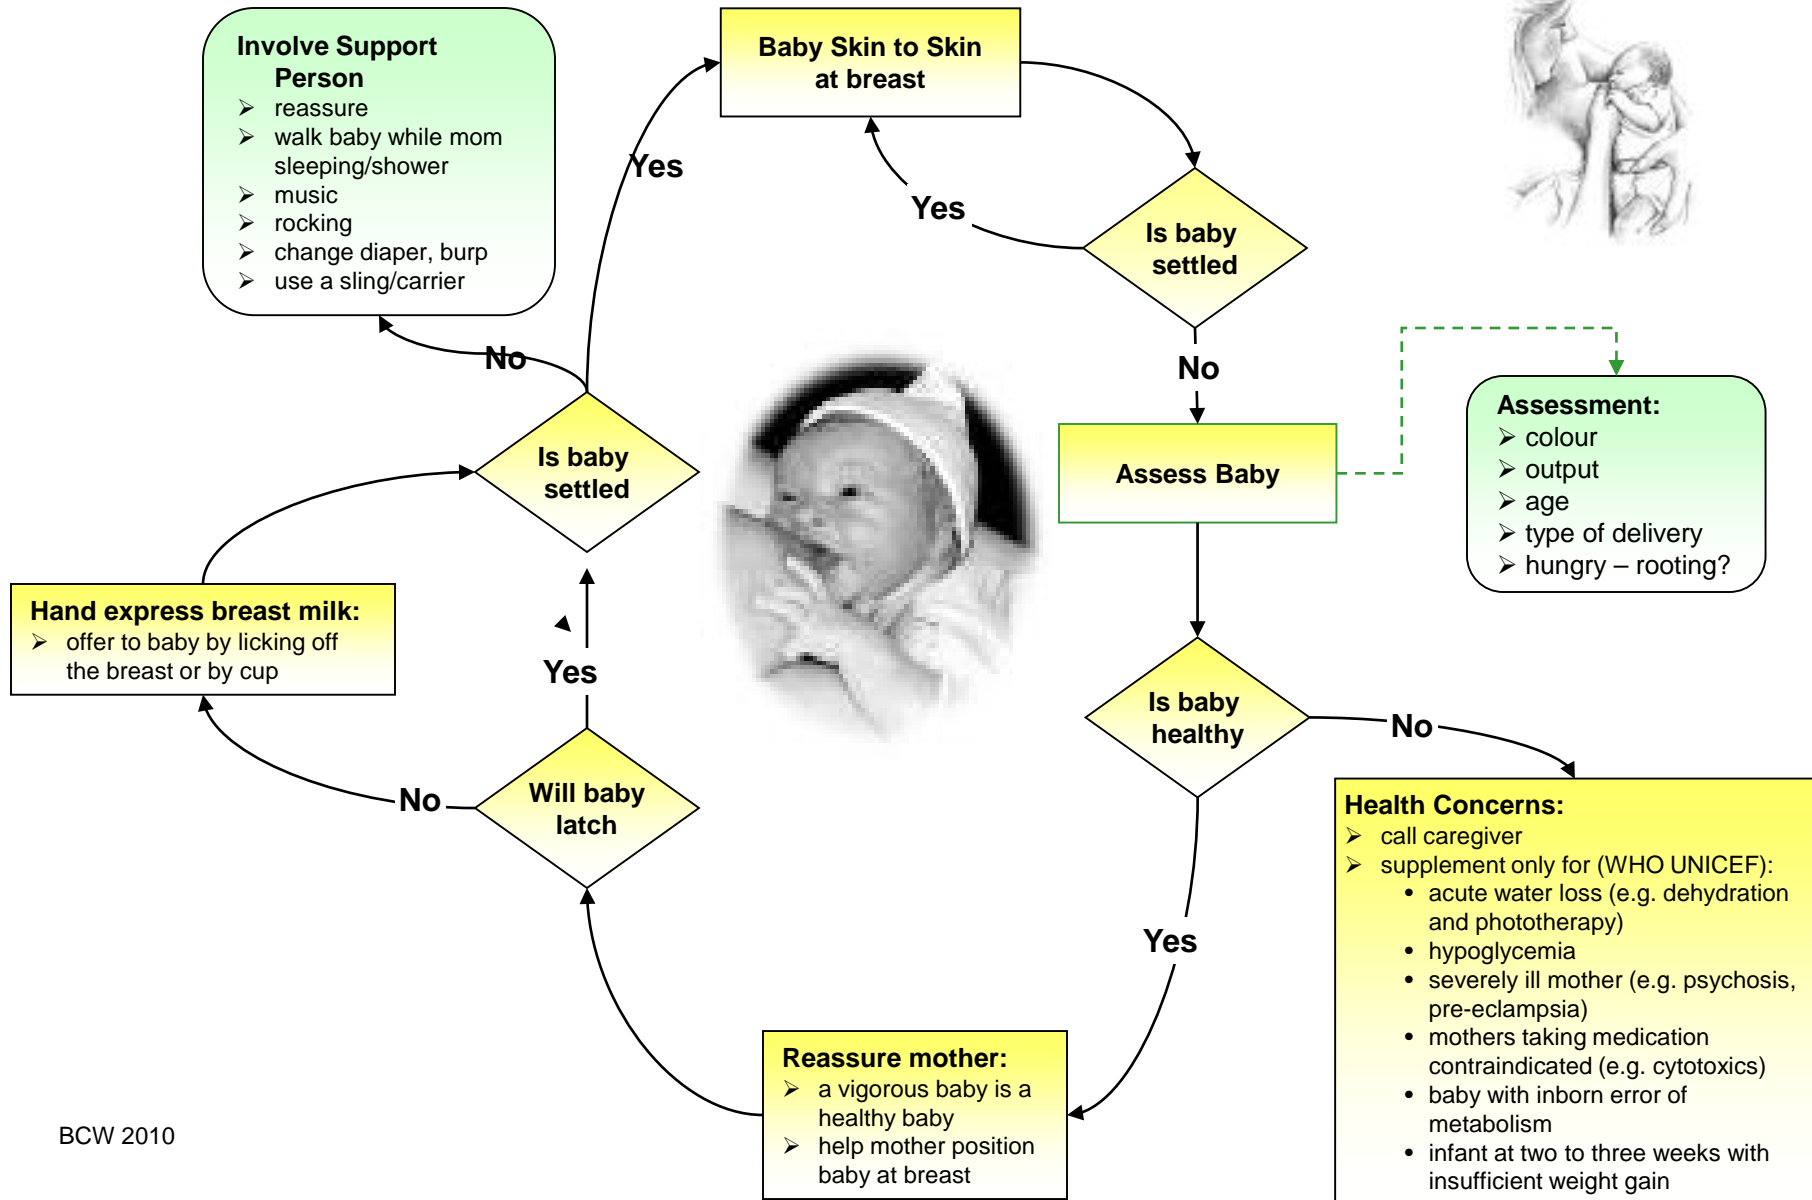 Involve Support
Person
➢ reassure
➢ walk baby while mom
sleeping/shower
➢ music
➢ rocking
➢ change diaper, burp
➢ use a sling/carrier
Baby Skin to Skin
at breast
Yes
Yes
Is baby
settled
No
No
Assess Baby
Assessment:
➢ colour
➢ output
➢ age
➢ type of delivery
➢ hungry – rooting?
Is baby
settled
Hand express breast milk:
➢ offer to baby by licking off
the breast or by cup
Yes
Is baby
healthy
No
Will baby
latch
No
Health Concerns:
➢ call caregiver
➢ supplement only for (WHO UNICEF):
• acute water loss (e.g. dehydration
and phototherapy)
• hypoglycemia
• severely ill mother (e.g. psychosis,
pre-eclampsia)
• mothers taking medication
contraindicated (e.g. cytotoxics)
• baby with inborn error of
metabolism
• infant at two to three weeks with
insufficient weight gain
Yes
Reassure mother:
➢ a vigorous baby is a
healthy baby
➢ help mother position
baby at breast
BCW 2010